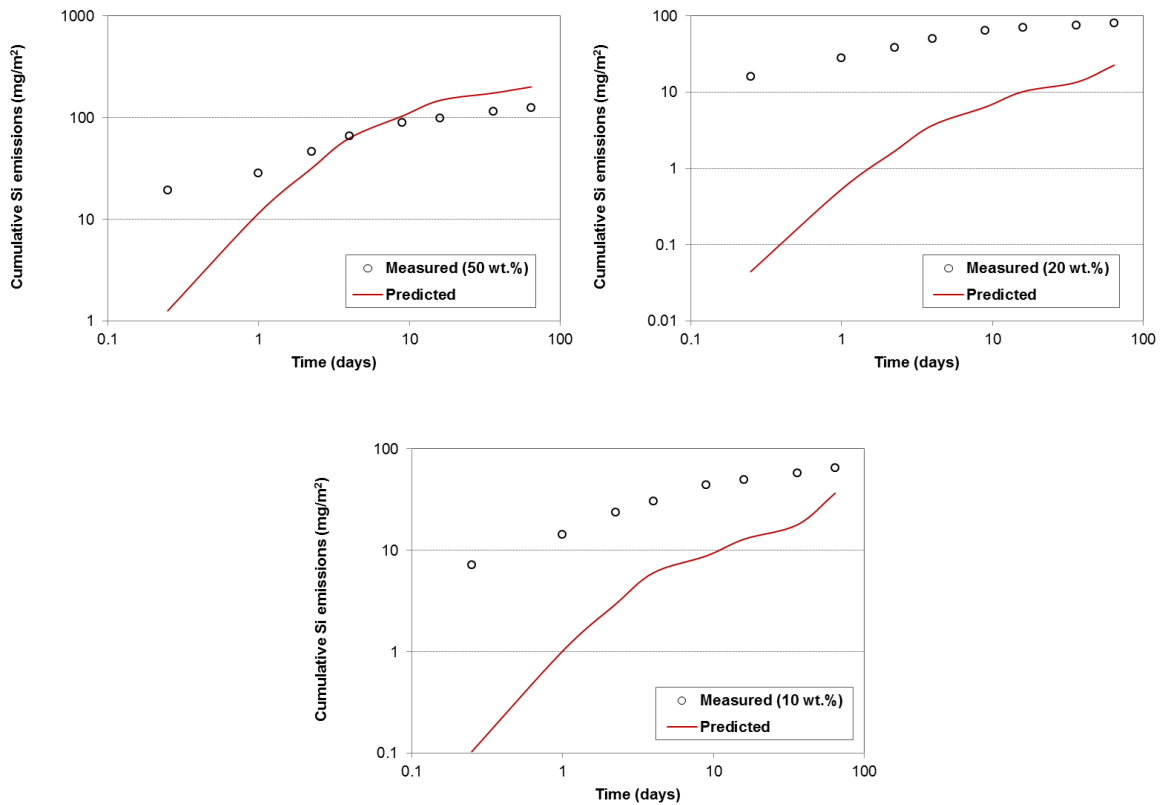 Cumulative Si emissions (mg/m²)
1000
100
10
1
0.1
1
10
100
Time (days)
Measured (50 wt.%)
Predicted
Cumulative Si emissions (mg/m²)
100
10
1
0.1
0.01
0.1
1
10
100
Time (days)
Measured (20 wt.%)
Predicted
Cumulative Si emissions (mg/m²)
100
10
1
0.1
0.1
1
10
100
Time (days)
Measured (10 wt.%)
Predicted